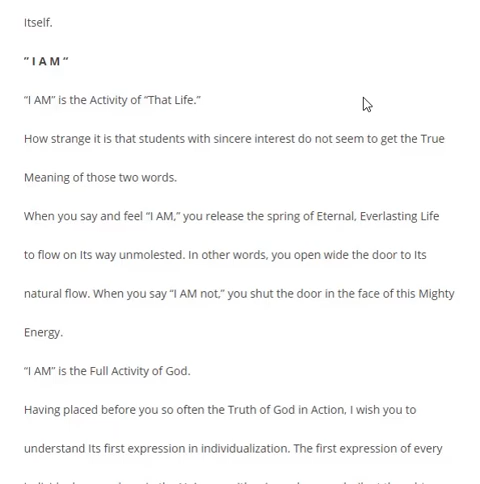 Itself.
” I A M “
“I AM” is the Activity of “That Life.”
How strange it is that students with sincere interest do not seem to get the True
Meaning of those two words.
When you say and feel “I AM,” you release the spring of Eternal, Everlasting Life
to flow on Its way unmolested. In other words, you open wide the door to Its
natural flow. When you say “I AM not,” you shut the door in the face of this Mighty
Energy.
“I AM” is the Full Activity of God.
Having placed before you so often the Truth of God in Action, I wish you to
understand Its first expression in individualization. The first expression of every